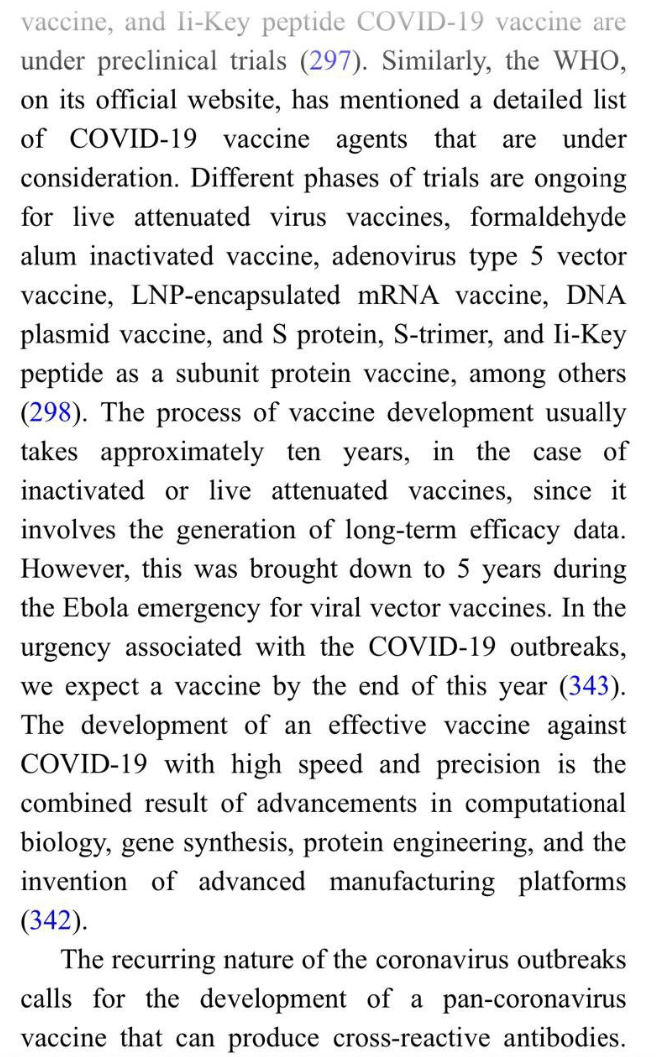 vaccine, and Ii-Key peptide COVID-19 vaccine are
under preclinical trials (297). Similarly, the WHO,
on its official website, has mentioned a detailed list
of COVID-19 vaccine agents that are under
consideration. Different phases of trials are ongoing
for live attenuated virus vaccines, formaldehyde
alum inactivated vaccine, adenovirus type 5 vector
vaccine, LNP-encapsulated mRNA vaccine, DNA
plasmid vaccine, and S protein, S-trimer, and Ii-Key
peptide as a subunit protein vaccine, among others
(298). The process of vaccine development usually
takes approximately ten years, in the case of
inactivated or live attenuated vaccines, since it
involves the generation of long-term efficacy data.
However, this was brought down to 5 years during
the Ebola emergency for viral vector vaccines. In the
urgency associated with the COVID-19 outbreaks,
we expect a vaccine by the end of this year (343).
The development of an effective vaccine against
COVID-19 with high speed and precision is the
combined result of advancements in computational
biology, gene synthesis, protein engineering, and the
invention of advanced manufacturing platforms
(342).
The recurring nature of the coronavirus outbreaks
calls for the development of a pan-coronavirus
vaccine that can produce cross-reactive antibodies.